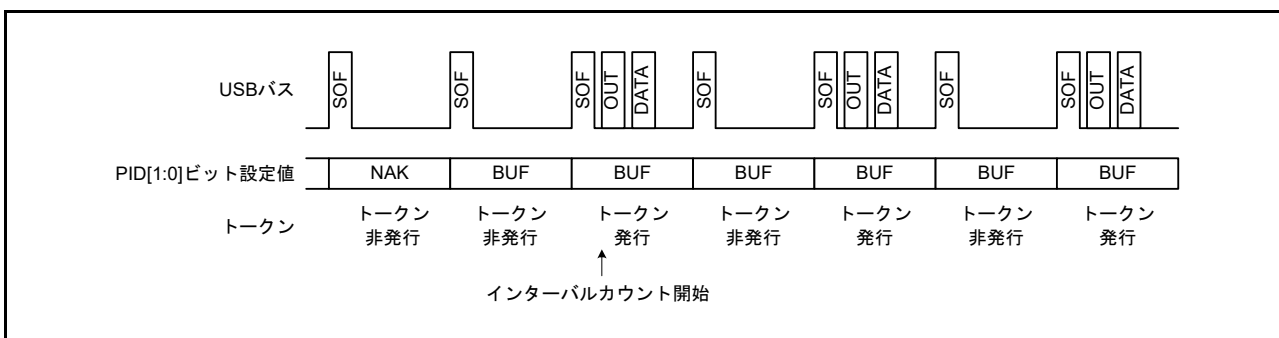 USBバス SOF SOF SOF OUT DATA SOF SOF OUT DATA SOF SOF OUT DATA
PID[1:0]ビット設定値 NAK BUF BUF BUF BUF BUF BUF
トークン トークン トークン トークン トークン トークン トークン トークン
非発行 非発行 発行 非発行 発行 非発行 発行
インターバルカウント開始